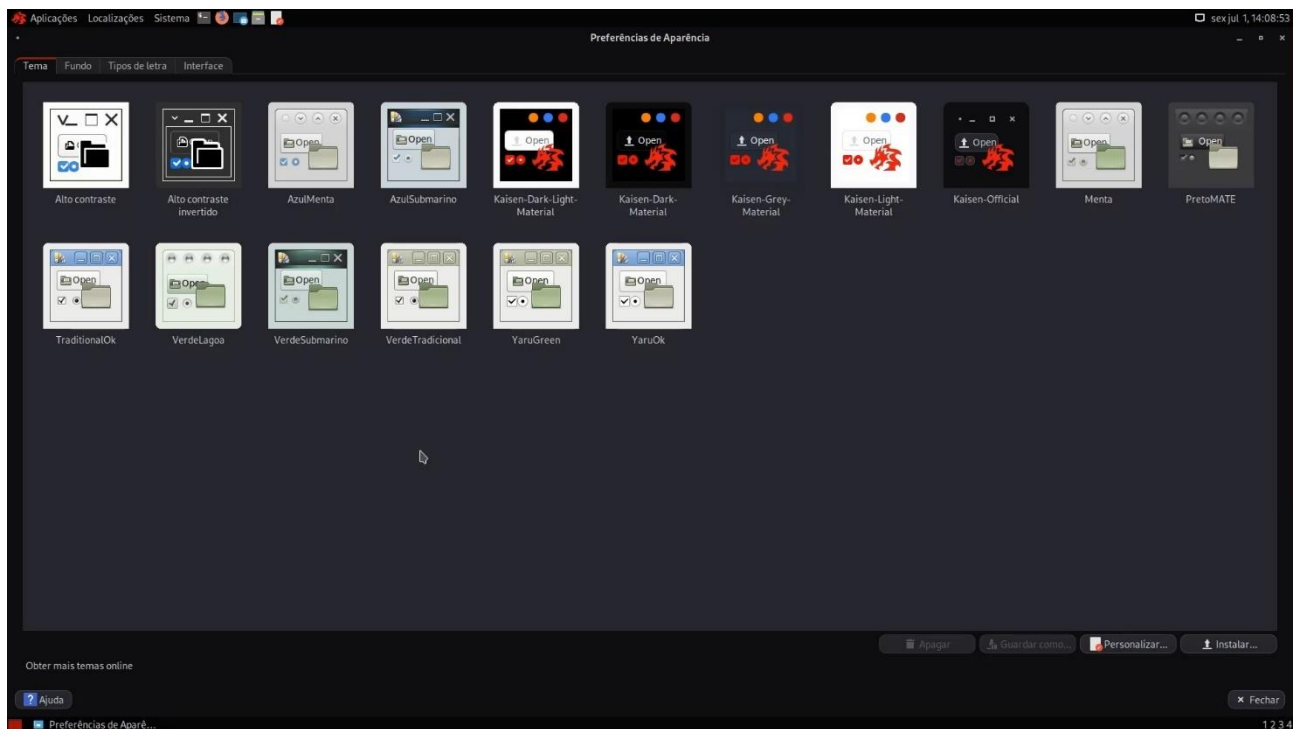 Aplicações Localizações Sistema sex jul 1, 14:08:53
Preferências de Aparência
Tema Fundo Tipos de letra Interface
Open Open Open Open Open Open Open Open Open
Alto contraste Alto contraste invertido AzulMenta AzulSubmarino Kaisen-Dark-Light-Material Kaisen-Dark-Material Kaisen-Grey-Material Kaisen-Light-Material Kaisen-Official Menta PretoMATE
Open Open Open Open Open Open
TraditionalOk VerdeLagoa VerdeSubmarino VerdeTradicional YaruGreen YaruOk
Apagar Guardar como... Personalizar... Instalar...
Obter mais temas online
? Ajuda × Fechar
Preferências de Aparê... 1 2 3 4